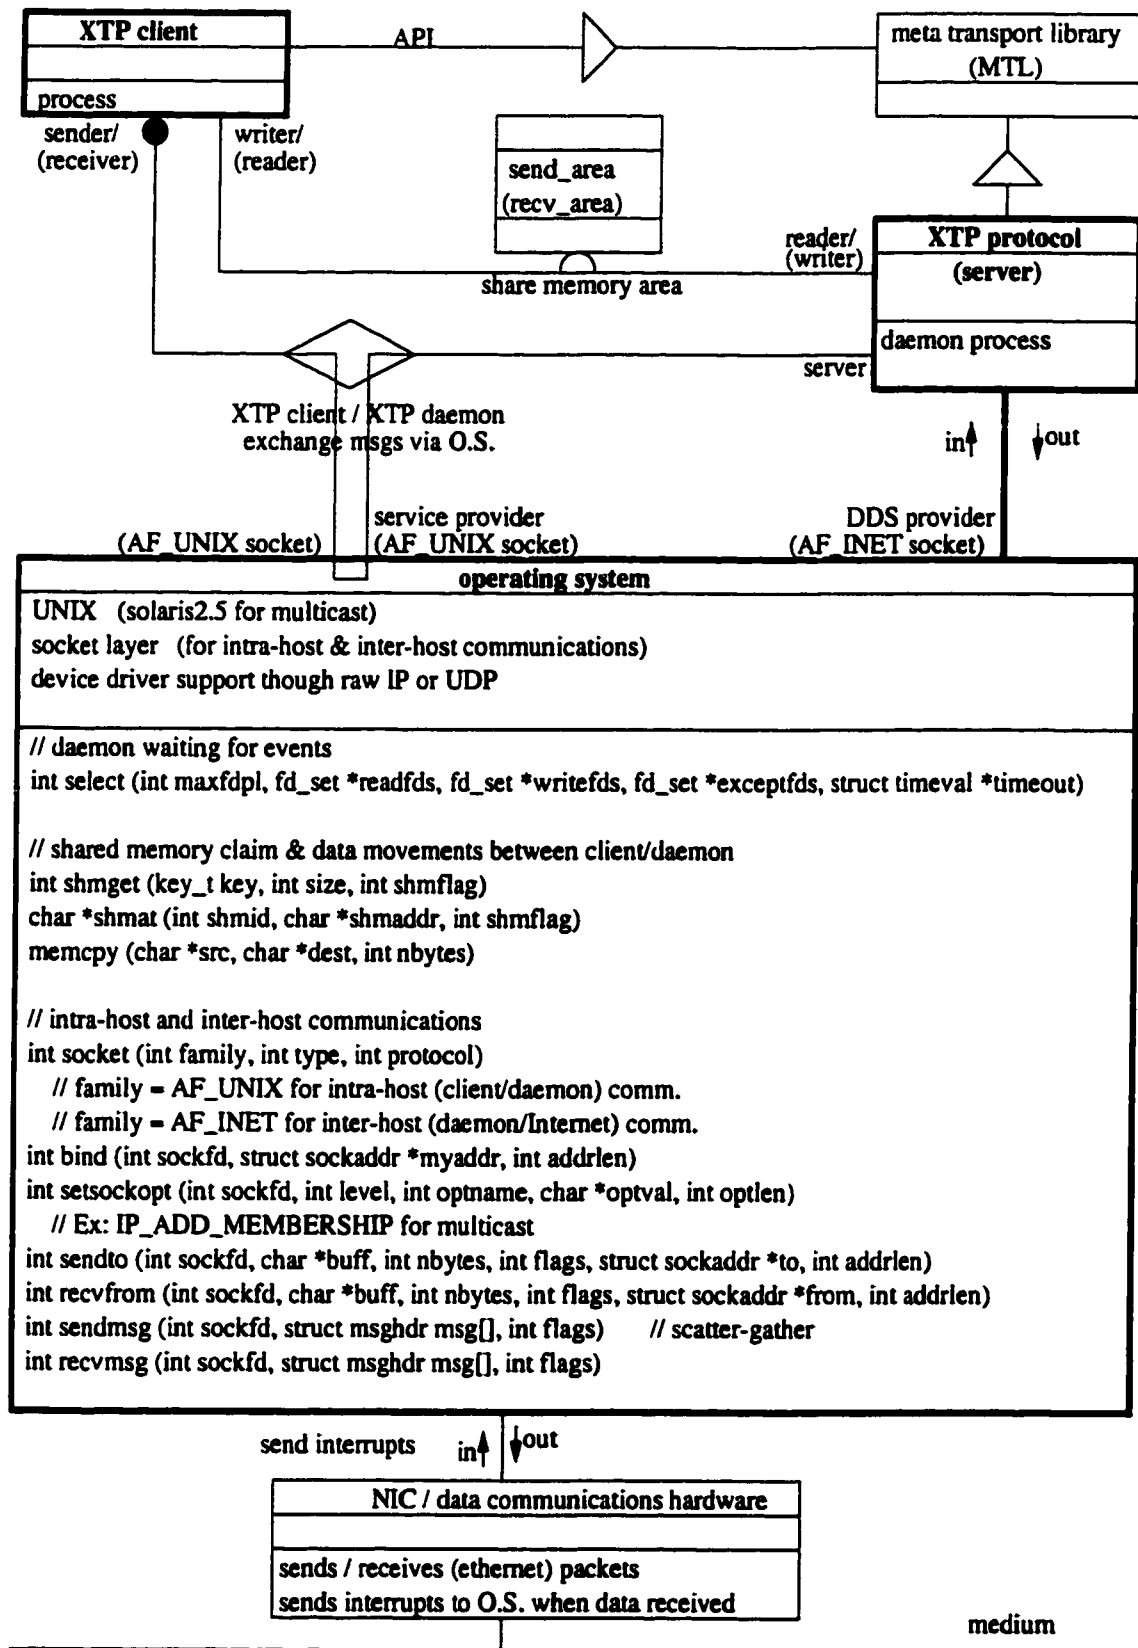 XTP client
API
meta transport library
(MTL)
process
sender/
(receiver)
writer/
(reader)
send_area
(recv_area)
reader/
(writer)
XTP protocol
(server)
share memory area
daemon process
server
XTP client / XTP daemon
exchange msgs via O.S.
in
out
service provider
DDS provider
(AF_UNIX socket)
(AF_UNIX socket)
(AF_INET socket)
operating system
UNIX (solaris2.5 for multicast)
socket layer (for intra-host & inter-host communications)
device driver support though raw IP or UDP
// daemon waiting for events
int select (int maxfdpl, fd_set *readfds, fd_set *writefds, fd_set *exceptfds, struct timeval *timeout)
// shared memory claim & data movements between client/daemon
int shmget (key_t key, int size, int shmflag)
char *shmat (int shmid, char *shmaddr, int shmflag)
memcpy (char *src, char *dest, int nbytes)
// intra-host and inter-host communications
int socket (int family, int type, int protocol)
// family = AF_UNIX for intra-host (client/daemon) comm.
// family = AF_INET for inter-host (daemon/Internet) comm.
int bind (int sockfd, struct sockaddr *myaddr, int addrlen)
int setsockopt (int sockfd, int level, int optname, char *optval, int optlen)
// Ex: IP_ADD_MEMBERSHIP for multicast
int sendto (int sockfd, char *buff, int nbytes, int flags, struct sockaddr *to, int addrlen)
int recvfrom (int sockfd, char *buff, int nbytes, int flags, struct sockaddr *from, int addrlen)
int sendmsg (int sockfd, struct msghdr msg[], int flags) // scatter-gather
int recvmsg (int sockfd, struct msghdr msg[], int flags)
send interrupts
in
out
NIC / data communications hardware
sends / receives (ethernet) packets
sends interrupts to O.S. when data received
medium